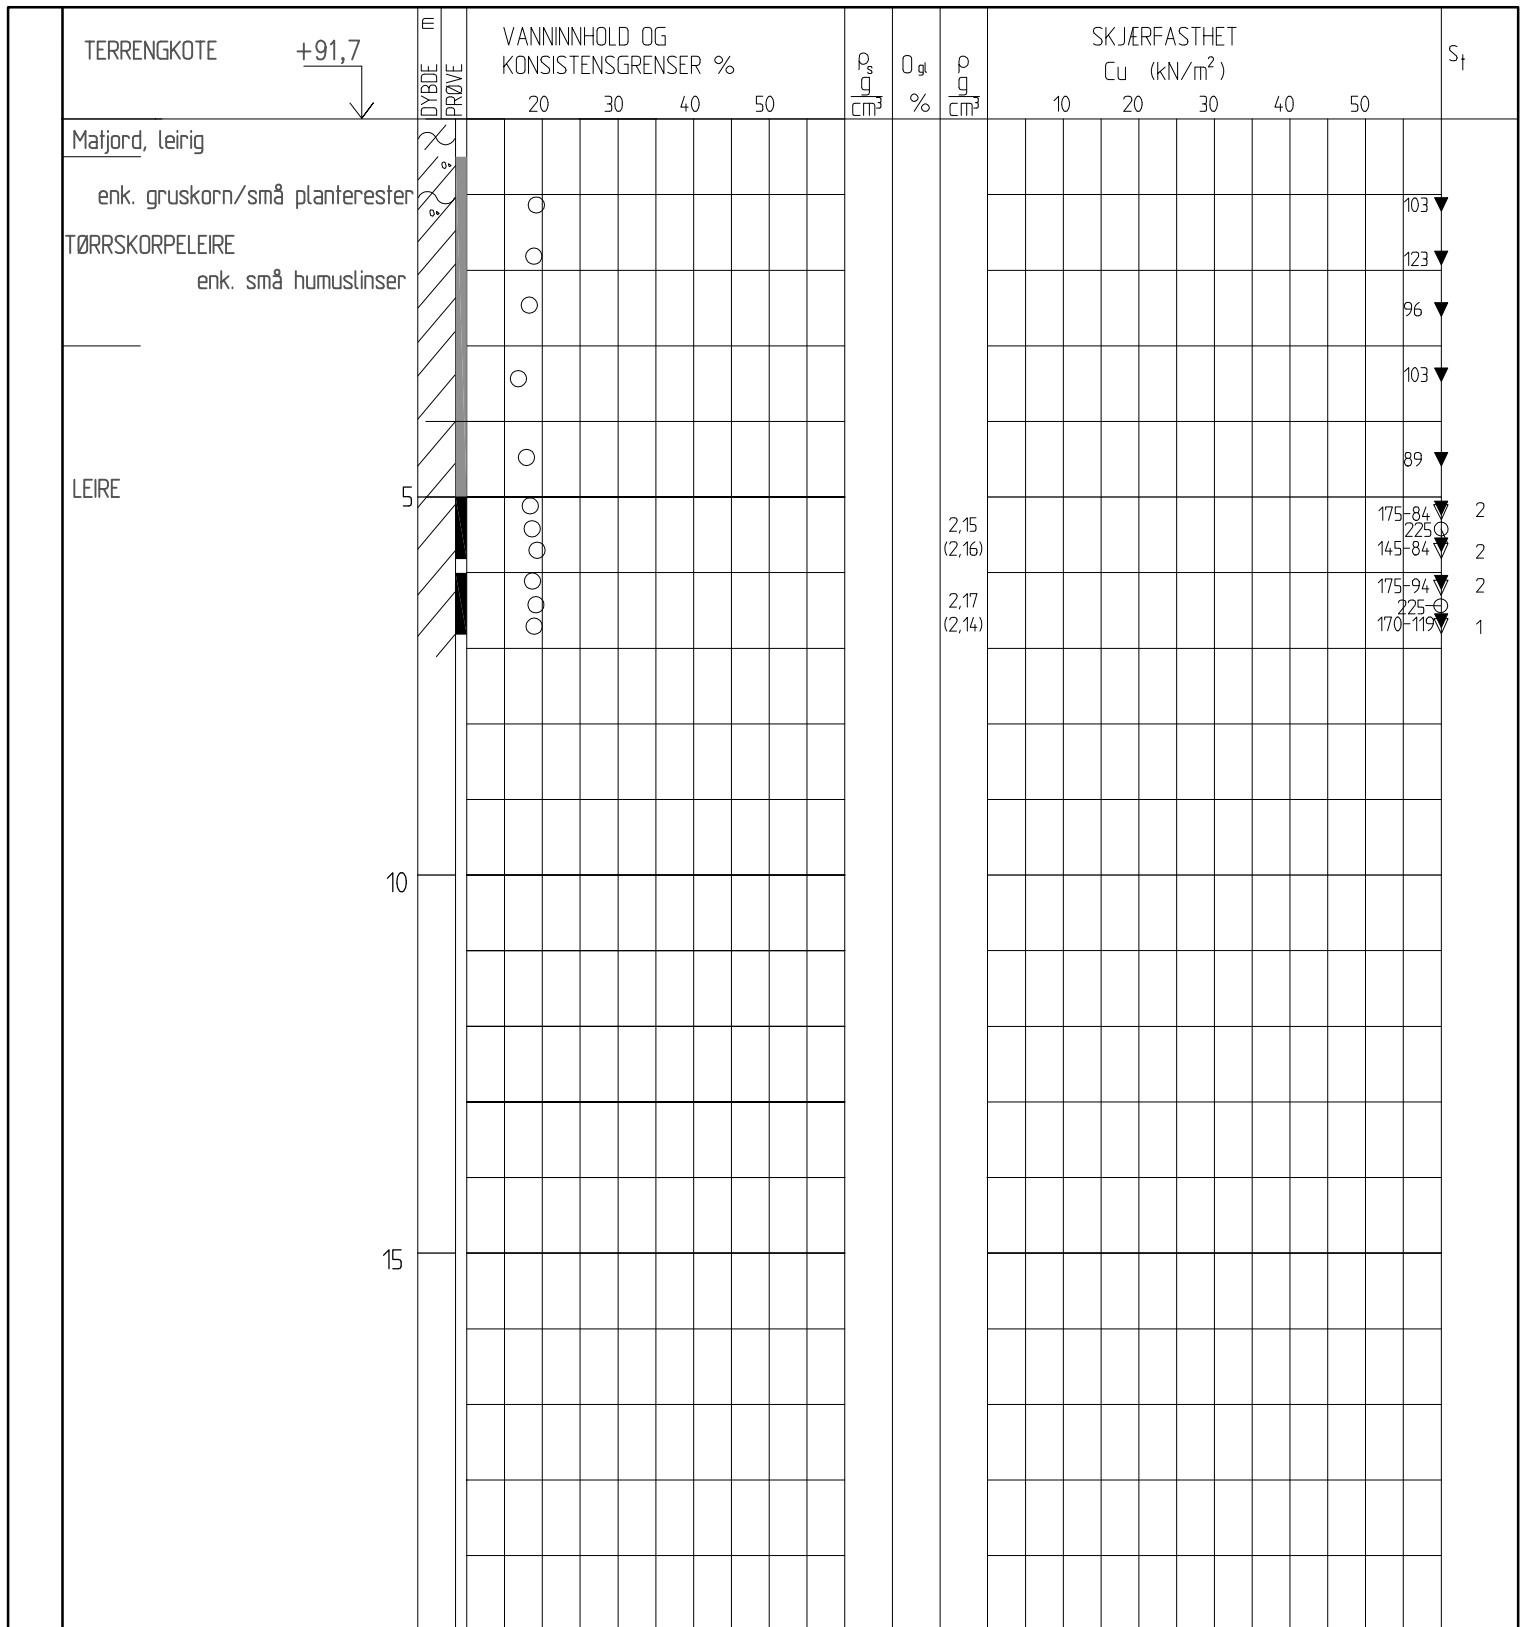 TERRENGKOTE +91,7
m
DYBDE
PRØVE
VANNINNHOLD OG
KONSISTENSGRENSER %
20 30 40 50
ρs g cm³
O gl %
ρ g cm³
SKJÆRFASTHET
Cu (kN/m²)
10 20 30 40 50
St
Matjord, leirig
enk. gruskorn/små planterester
103
TØRRSKORPELEIRE
123
enk. små humuslinser
96
103
89
LEIRE
5
175-84 2
2,15 225
(2,16) 145-84 2
175-94 2
2,17 225
(2,14) 170-119 1
10
15